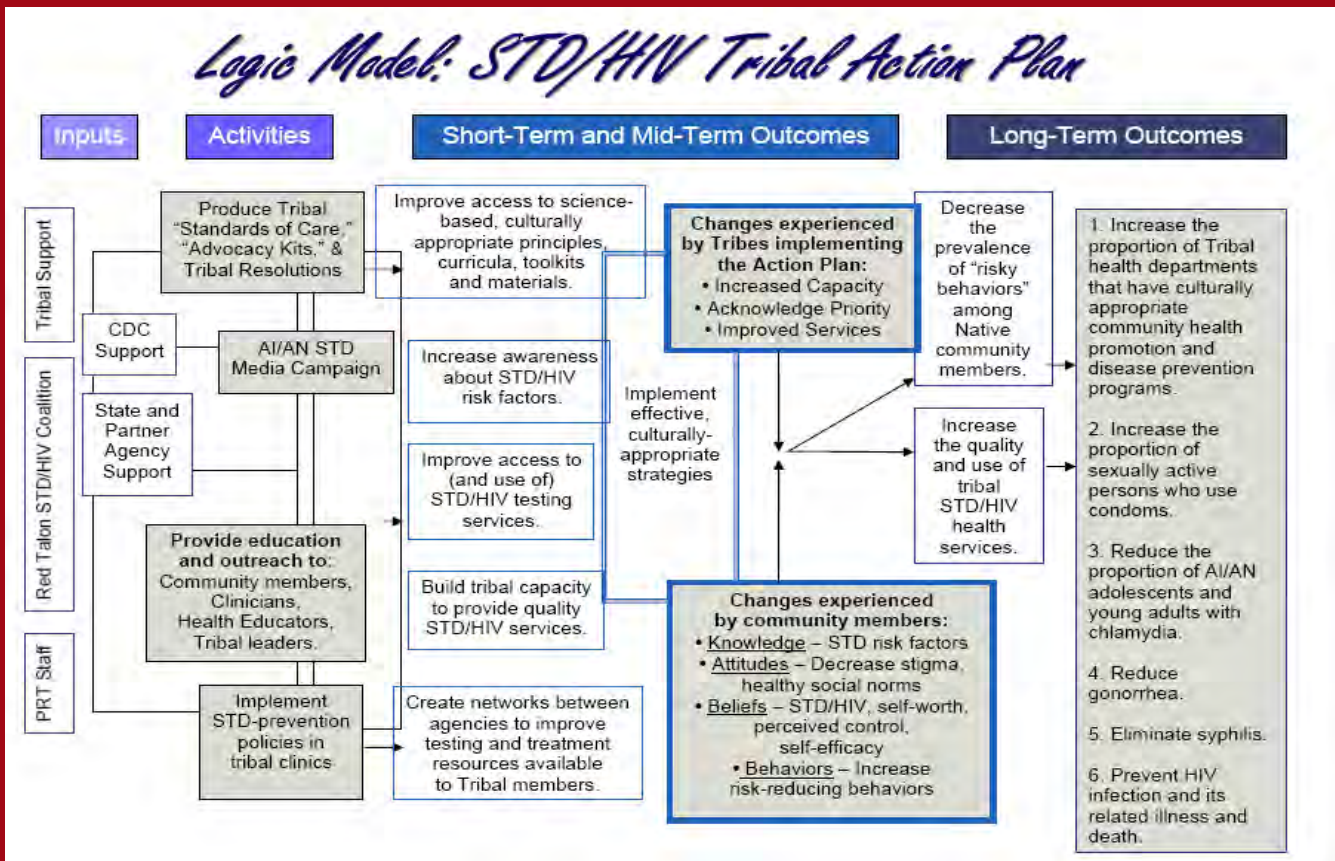 Logic Model: STD/HIV Tribal Action Plan
Inputs
Activities
Short-Term and Mid-Term Outcomes
Long-Term Outcomes
Tribal Support
Red Talon STD/HIV Coalition
PRT Staff
CDC
Support
State and
Partner
Agency
Support
Produce Tribal
"Standards of Care,"
"Advocacy Kits," &
Tribal Resolutions
AI/AN STD
Media Campaign
Provide education
and outreach to:
Community members,
Clinicians,
Health Educators,
Tribal leaders.
Implement
STD-prevention
policies in
tribal clinics
Improve access to science-
based, culturally
appropriate principles,
curricula, toolkits
and materials.
Increase awareness
about STD/HIV
risk factors.
Improve access to
(and use of)
STD/HIV testing
services.
Build tribal capacity
to provide quality
STD/HIV services.
Create networks between
agencies to improve
testing and treatment
resources available
to Tribal members.
Implement
effective,
culturally-
appropriate
strategies
Changes experienced
by Tribes implementing
the Action Plan:
• Increased Capacity
• Acknowledge Priority
• Improved Services
Changes experienced
by community members:
• Knowledge – STD risk factors
• Attitudes – Decrease stigma,
healthy social norms
• Beliefs – STD/HIV, self-worth,
perceived control,
self-efficacy
• Behaviors – Increase
risk-reducing behaviors
Decrease
the
prevalence
of "risky
behaviors"
among
Native
community
members.
Increase
the quality
and use of
tribal
STD/HIV
health
services.
1. Increase the
proportion of Tribal
health departments
that have culturally
appropriate
community health
promotion and
disease prevention
programs.
2. Increase the
proportion of
sexually active
persons who use
condoms.
3. Reduce the
proportion of AI/AN
adolescents and
young adults with
chlamydia.
4. Reduce
gonorrhea.
5. Eliminate syphilis.
6. Prevent HIV
infection and its
related illness and
death.